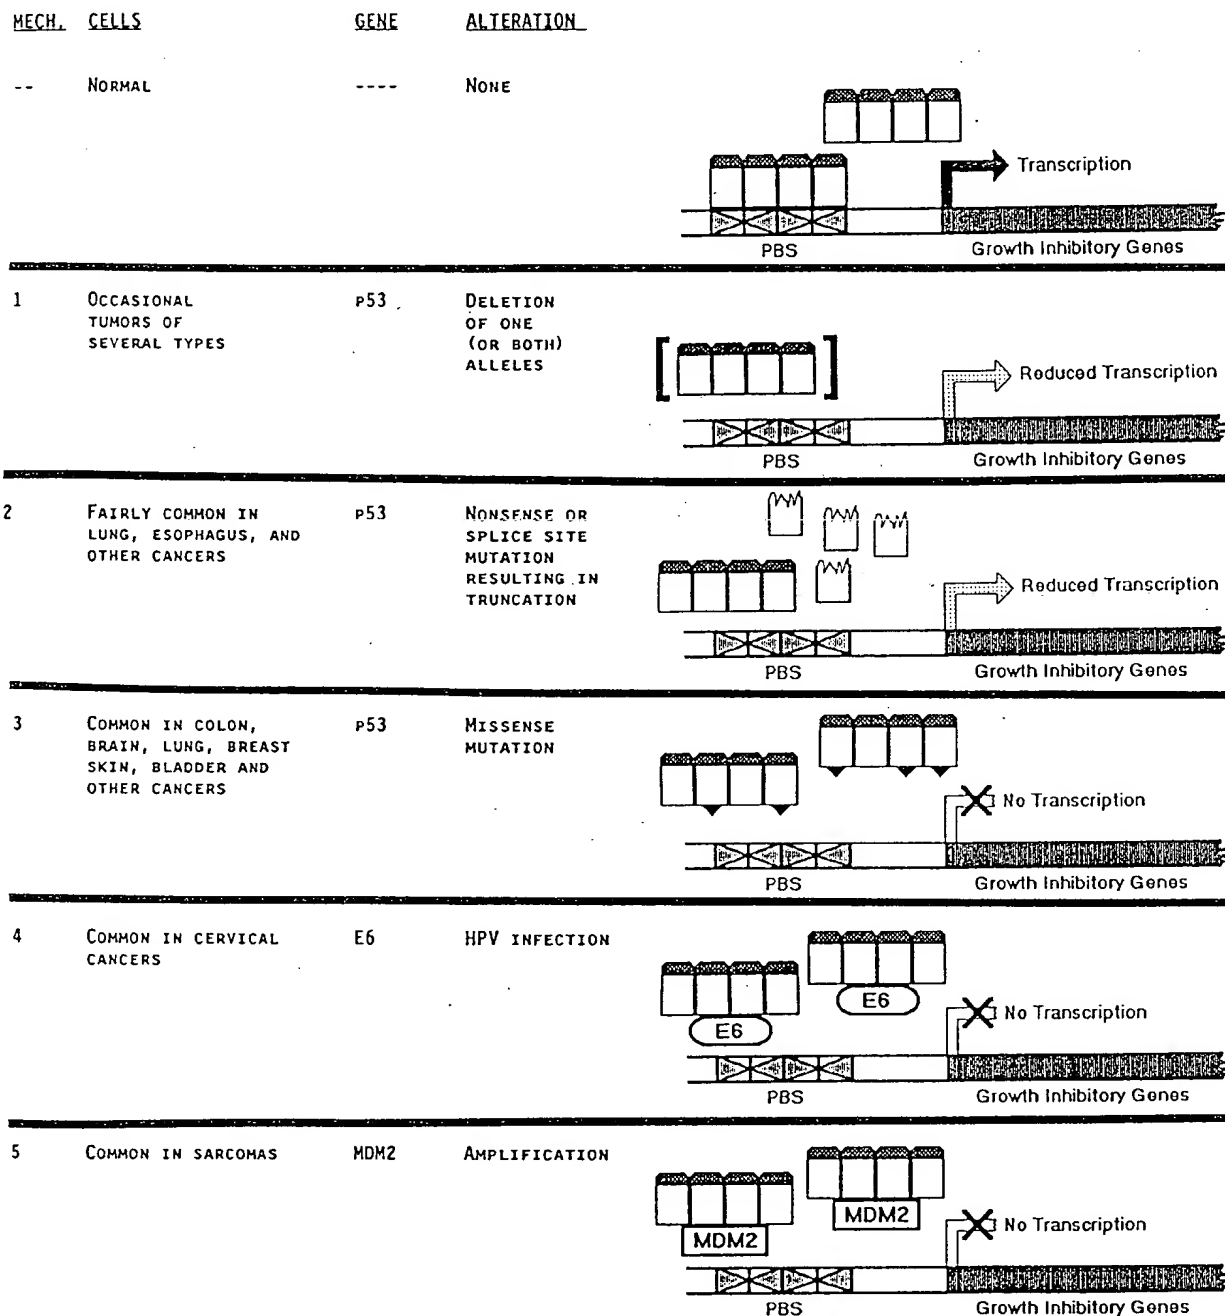 MECH. CELLS GENE ALTERATION
-- NORMAL ---- NONE
Transcription
PBS Growth Inhibitory Genes
1 OCCASIONAL P53 DELETION
TUMORS OF OF ONE
SEVERAL TYPES (OR BOTH)
ALLELES
Reduced Transcription
PBS Growth Inhibitory Genes
2 FAIRLY COMMON IN P53 NONSENSE OR
LUNG, ESOPHAGUS, AND SPLICE SITE
OTHER CANCERS MUTATION
RESULTING IN
TRUNCATION
Reduced Transcription
PBS Growth Inhibitory Genes
3 COMMON IN COLON, P53 MISSENSE
BRAIN, LUNG, BREAST MUTATION
SKIN, BLADDER AND
OTHER CANCERS
No Transcription
PBS Growth Inhibitory Genes
4 COMMON IN CERVICAL E6 HPV INFECTION
CANCERS
E6
E6
No Transcription
PBS Growth Inhibitory Genes
5 COMMON IN SARCOMAS MDM2 AMPLIFICATION
MDM2
MDM2
No Transcription
PBS Growth Inhibitory Genes